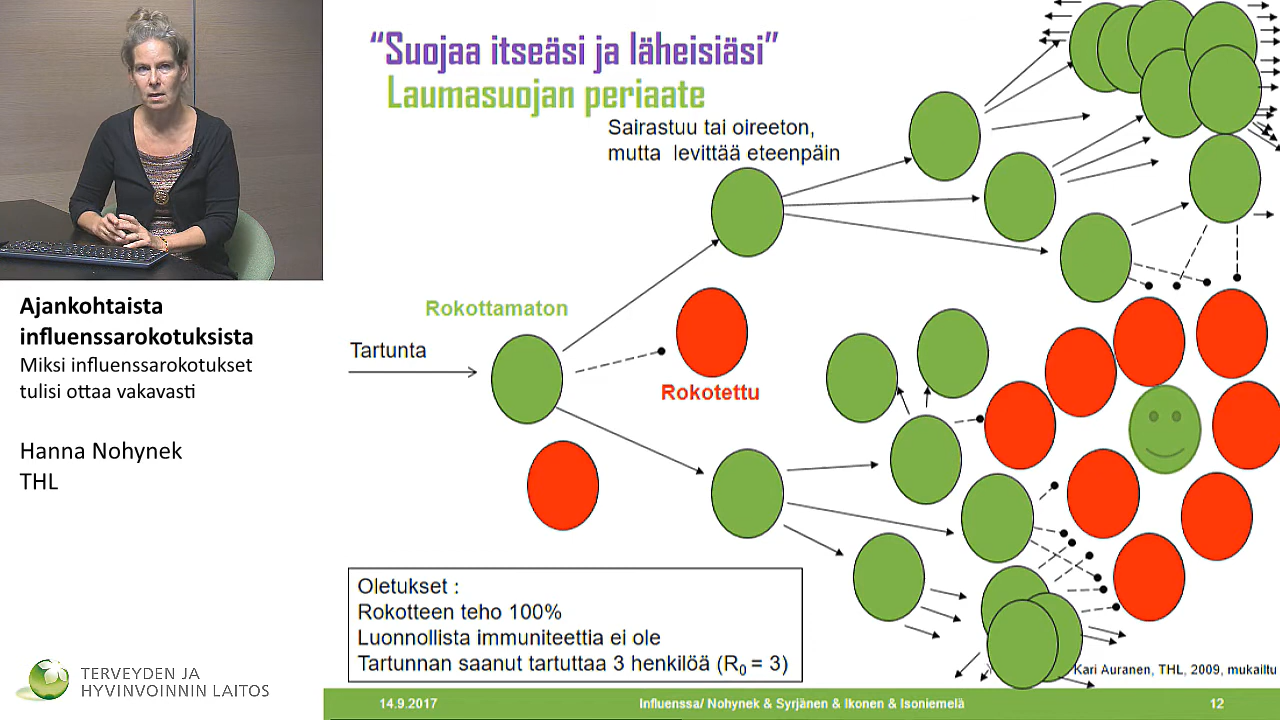 “Suojaa itseäsi ja läheisiäsi”
Laumasuojan periaate
Sairastuu tai oireeton,
mutta levittää eteenpäin
Rokottamaton
Tartunta
Rokotettu
Ajankohtaista
influenssarokotuksista
Miksi influenssarokotukset
tulisi ottaa vakavasti
Hanna Nohynek
THL
Oletukset :
Rokotteen teho 100%
Luonnollista immuniteettia ei ole
Tartunnan saanut tartuttaa 3 henkilöä (R0 = 3)
Kari Auranen, THL, 2009, mukailtu
TERVEYDEN JA
HYVINVOINNIN LAITOS
14.9.2017
Influenssa/ Nohynek & Syrjänen & Ikonen & Isoniemelä
12